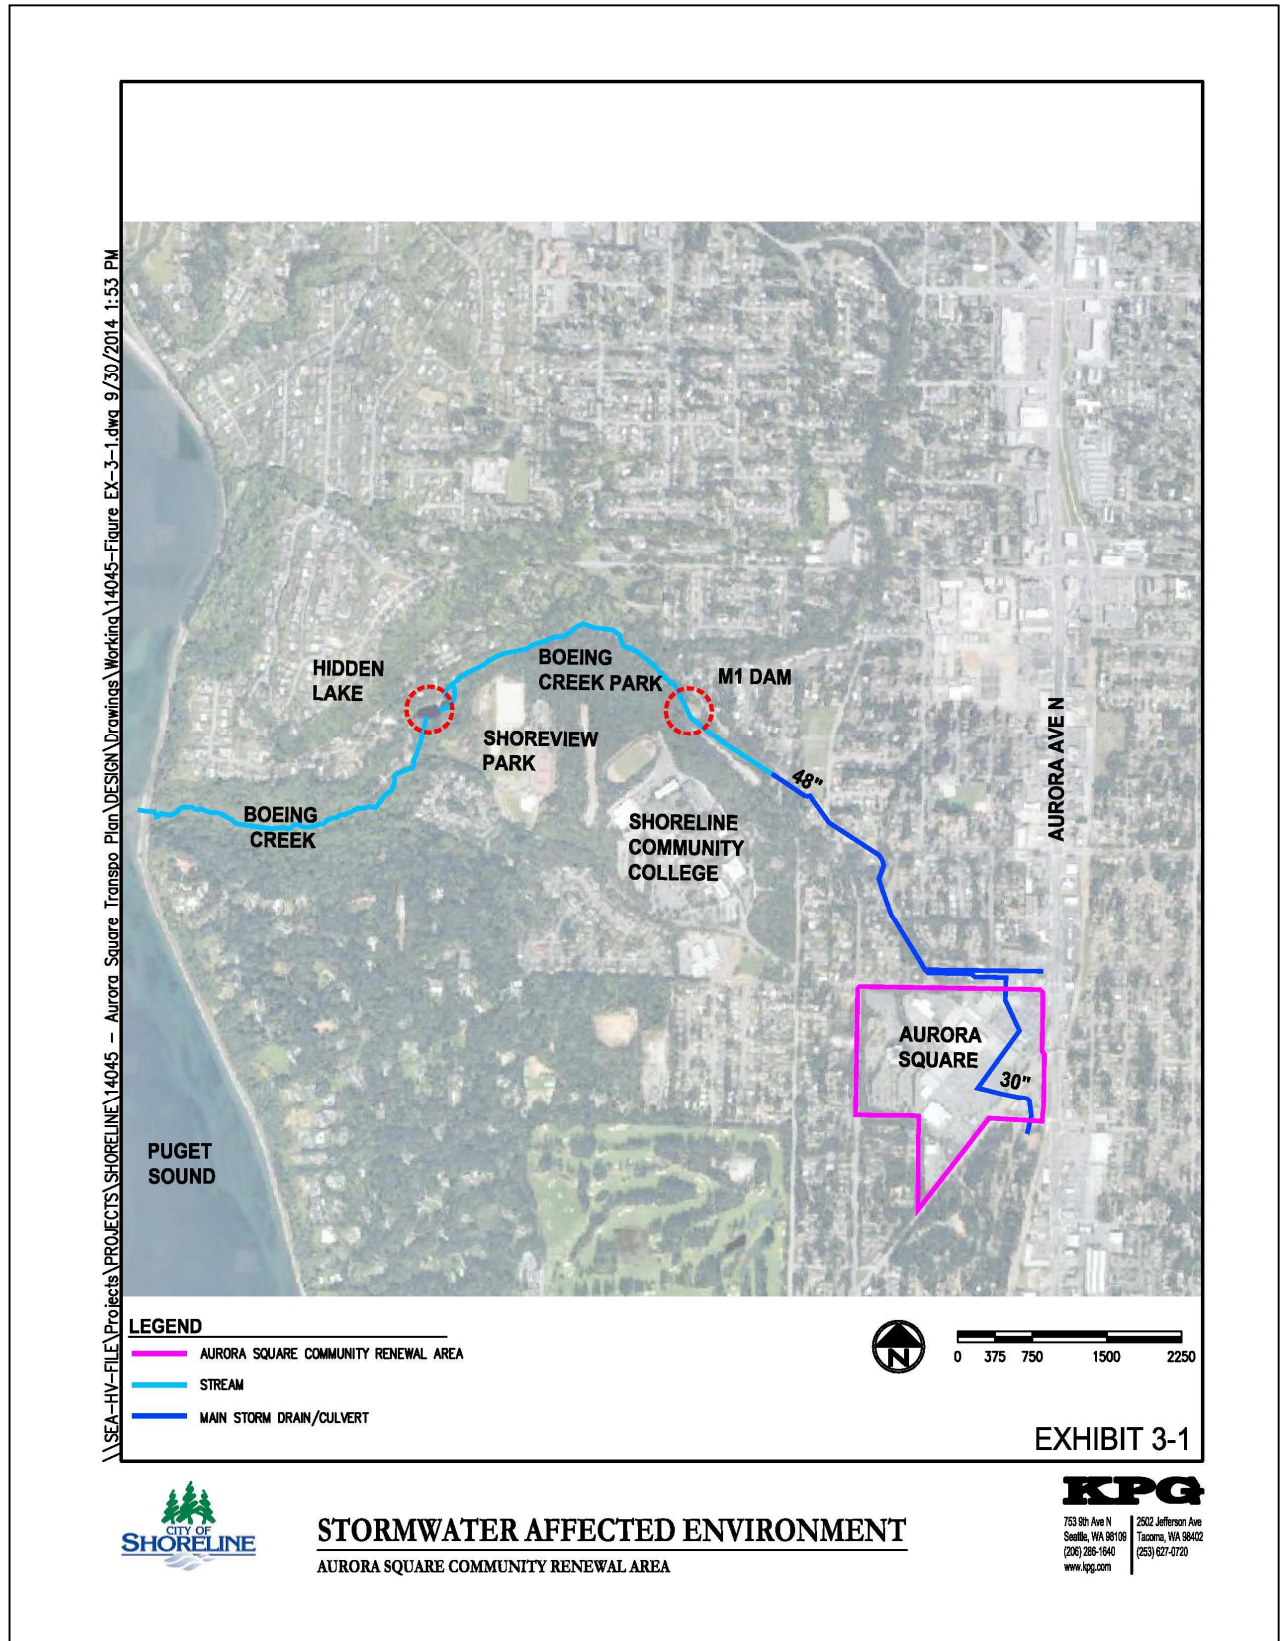 \\SEA-HV-FILE\Projects\PROJECTS\SHORELINE\14045 - Aurora Square Transpo Plan\DESIGN\Drawings\Working\14045-Figure EX-3-1.dwg 9/30/2014 1:53 PM
HIDDEN
LAKE
BOEING
CREEK PARK
M1 DAM
SHOREVIEW
PARK
AURORA AVE N
48"
BOEING
CREEK
SHORELINE
COMMUNITY
COLLEGE
AURORA
SQUARE
30"
PUGET
SOUND
LEGEND
AURORA SQUARE COMMUNITY RENEWAL AREA
STREAM
MAIN STORM DRAIN/CULVERT
N
0 375 750 1500 2250
EXHIBIT 3-1
CITY OF
SHORELINE
STORMWATER AFFECTED ENVIRONMENT
AURORA SQUARE COMMUNITY RENEWAL AREA
KPG
753 9th Ave N
Seattle, WA 98109
(206) 286-1640
www.kpg.com
2502 Jefferson Ave
Tacoma, WA 98402
(253) 627-0720